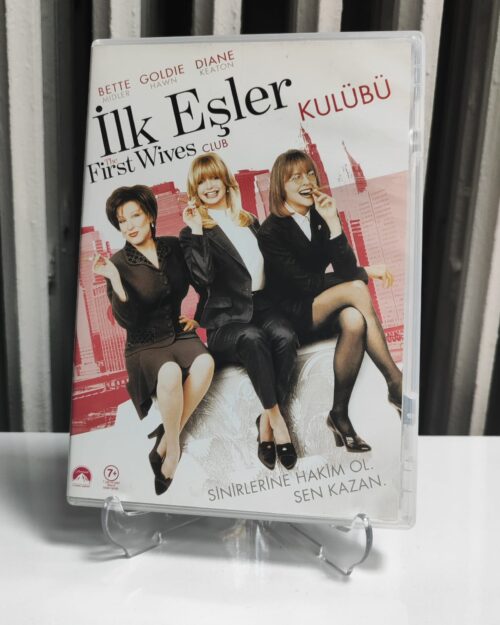 BETTE GOLDIE DIANE
MIDLER HAWN KEATON
İlk Eşler KULÜBÜ
The First Wives CLUB
7+
SİNİRLERİNE HAKİM OL.
SEN KAZAN.